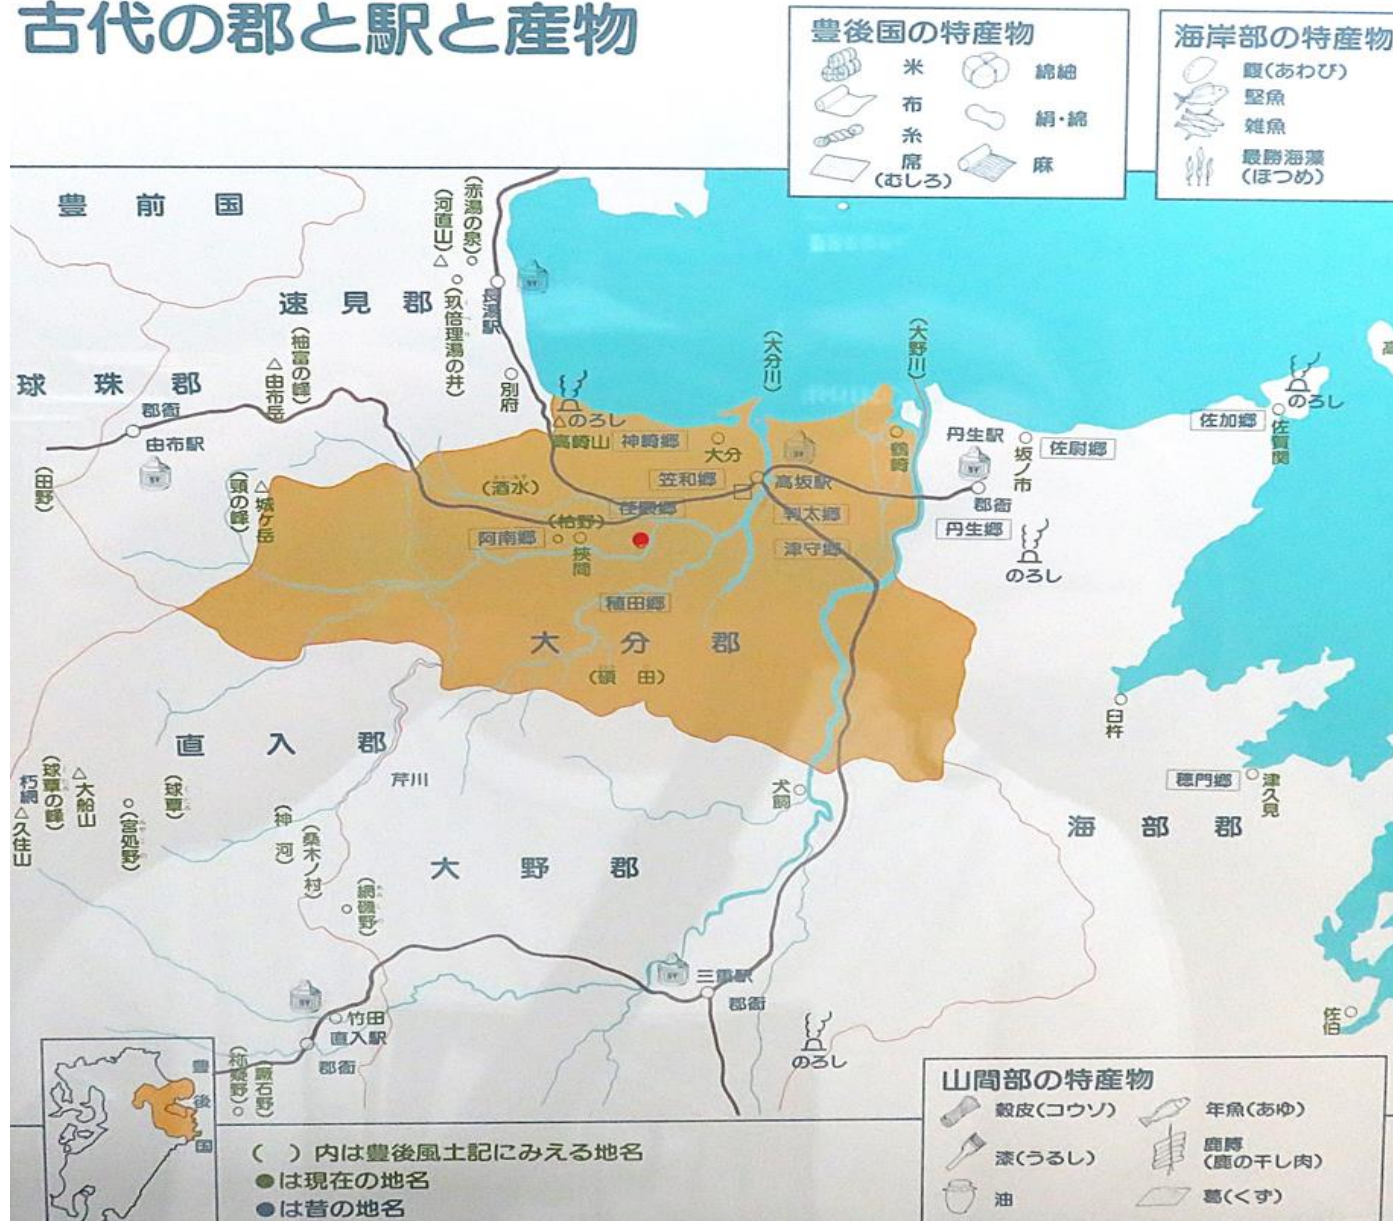 古代の郡と駅と産物
豊後国の特産物
米
綿紬
布
絹・綿
糸
席
(むしろ)
麻
海岸部の特産物
鰒(あわび)
堅魚
雑魚
最勝海藻
(ほつめ)
豊前国
(赤湯の泉)
(河直山)
速見郡
(玖倍理湯の井)
長湯駅
(柚富の峰)
由布岳
別府
球珠郡
郡衙
由布駅
(田野)
(頸の峰)
城ヶ岳
のろし
高崎山
神崎郷
大分
(大分川)
(大野川)
鶴崎
丹生駅
坂ノ市
佐尉郷
佐加郷
佐賀関
のろし
笠和郷
高坂駅
(酒水)
荏隈郷
判太郷
郡衙
丹生郷
阿南郷
(柏野)
挾間
津守郷
のろし
植田郷
大分郡
(碩田)
臼杵
直入郡
芹川
犬飼
穂門郷
津久見
海部郡
朽網
久住山
(球覃の峰)
大船山
(宮処野)
(球覃)
(神河)
(桑木ノ村)
(網磯野)
大野郡
三重駅
郡衙
竹田
直入駅
郡衙
佐伯
のろし
(柞疑野)
(蹶石野)
豊後国
( )内は豊後風土記にみえる地名
●は現在の地名
●は昔の地名
山間部の特産物
穀皮(コウゾ)
年魚(あゆ)
漆(うるし)
鹿脯
(鹿の干し肉)
油
葛(くず)